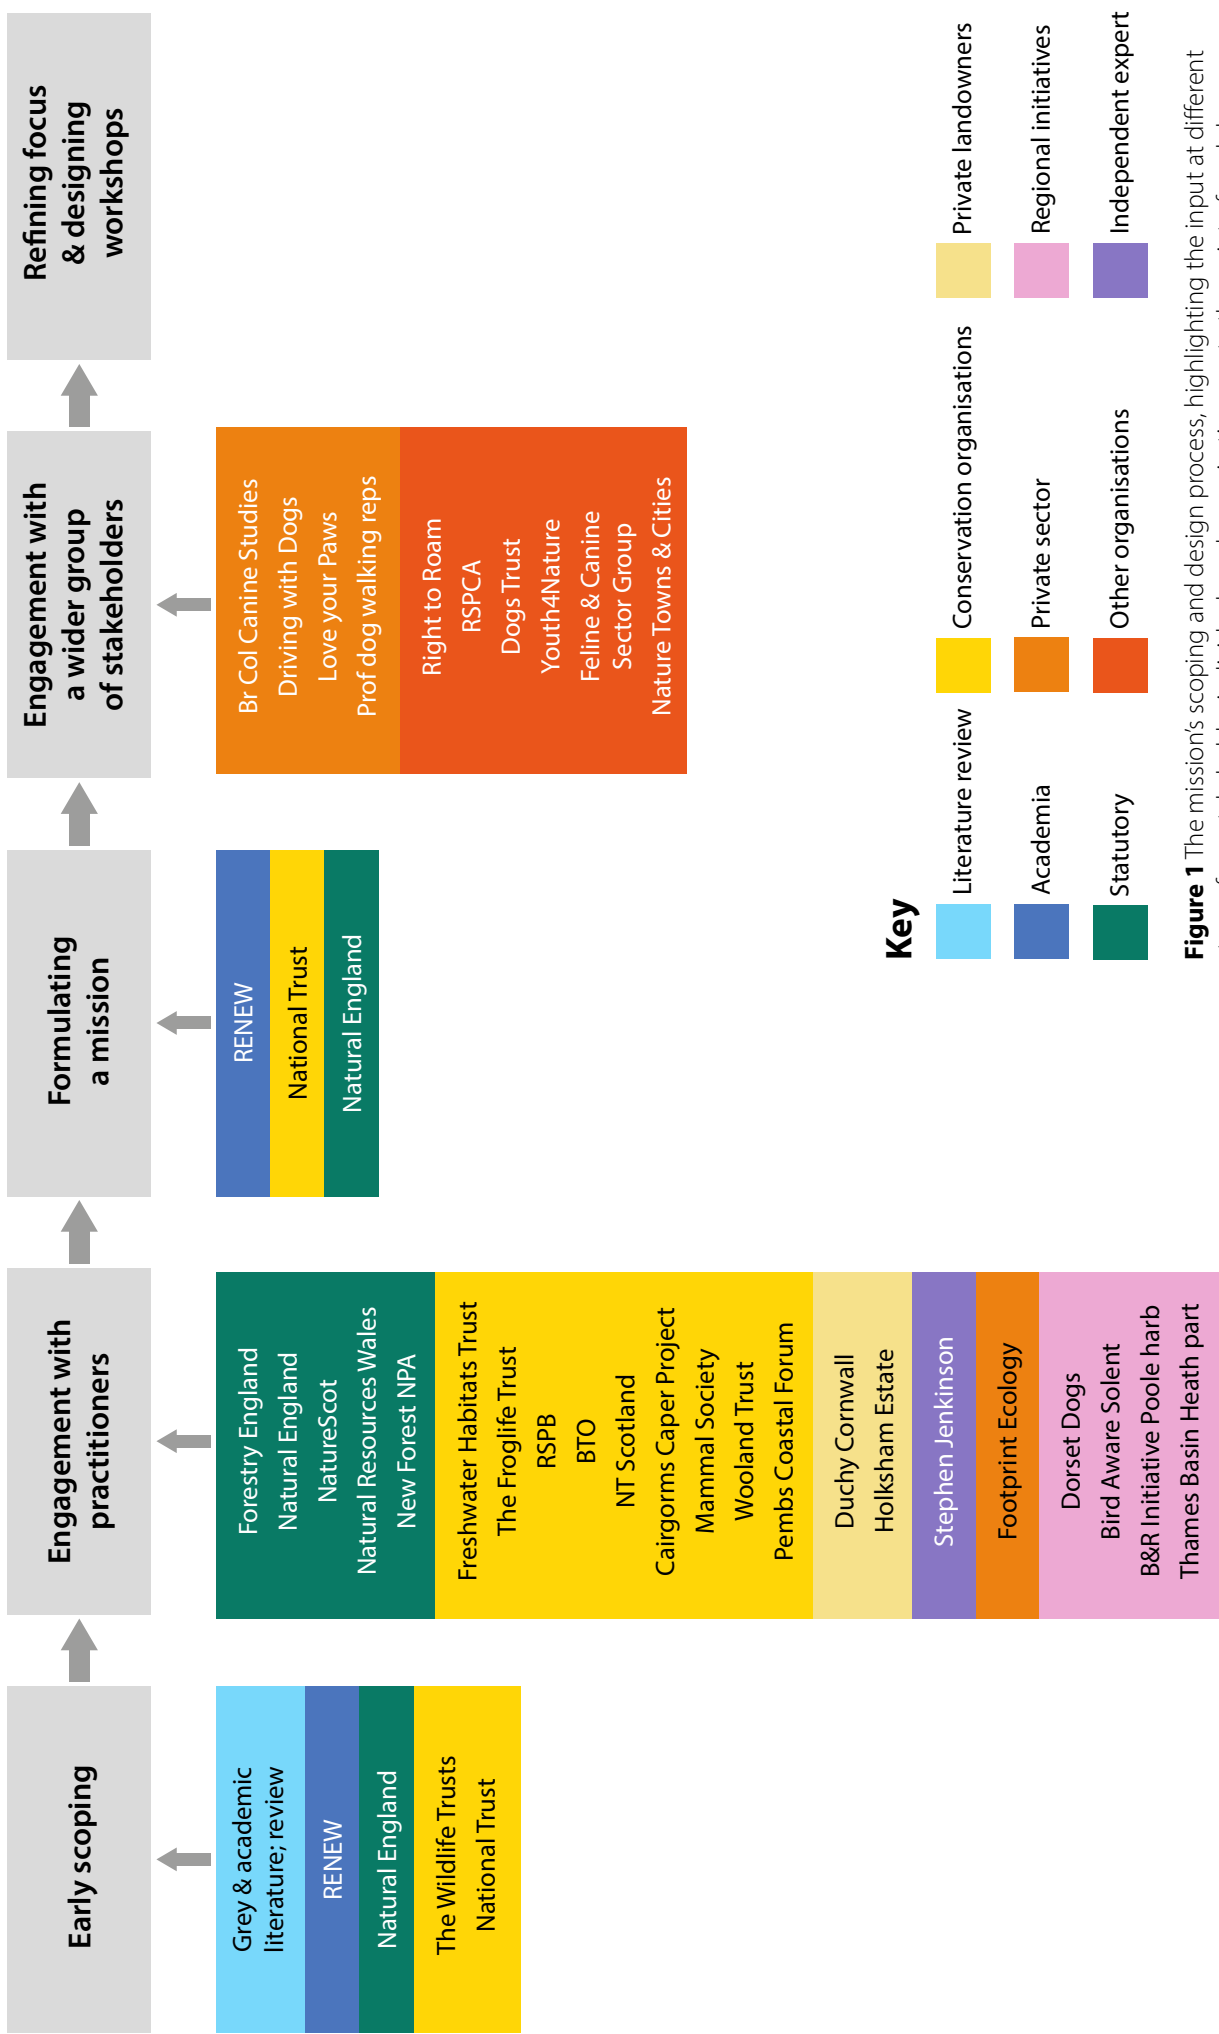 Early scoping
Grey & academic
literature; review
RENEW
Natural England
The Wildlife Trusts
National Trust
Engagement with
practitioners
Forestry England
Natural England
NatureScot
Natural Resources Wales
New Forest NPA
Freshwater Habitats Trust
The Froglife Trust
RSPB
BTO
NT Scotland
Cairgorms Caper Project
Mammal Society
Wooland Trust
Pembs Coastal Forum
Duchy Cornwall
Holksham Estate
Stephen Jenkinson
Footprint Ecology
Dorset Dogs
Bird Aware Solent
B&R Initiative Poole harb
Thames Basin Heath part
Formulating
a mission
RENEW
National Trust
Natural England
Engagement with
a wider group
of stakeholders
Br Col Canine Studies
Driving with Dogs
Love your Paws
Prof dog walking reps
Right to Roam
RSPCA
Dogs Trust
Youth4Nature
Feline & Canine
Sector Group
Nature Towns & Cities
Refining focus
& designing
workshops
Key
Literature review
Academia
Statutory
Conservation organisations
Private sector
Other organisations
Private landowners
Regional initiatives
Independent expert
Figure 1 The mission's scoping and design process, highlighting the input at different